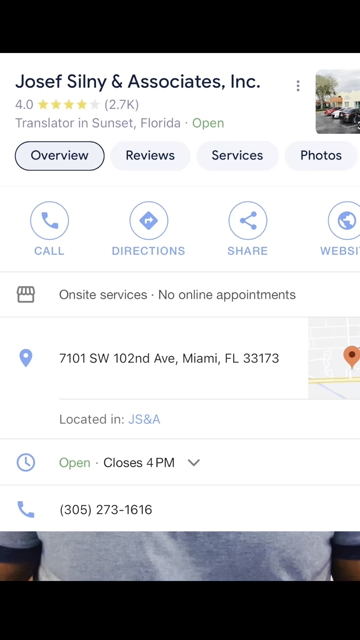 Josef Silny & Associates, Inc.
4.0 (2.7K)
Translator in Sunset, Florida · Open
Overview
Reviews
Services
Photos
CALL
DIRECTIONS
SHARE
WEBSI
Onsite services · No online appointments
7101 SW 102nd Ave, Miami, FL 33173
Located in: JS&A
Open · Closes 4 PM
(305) 273-1616